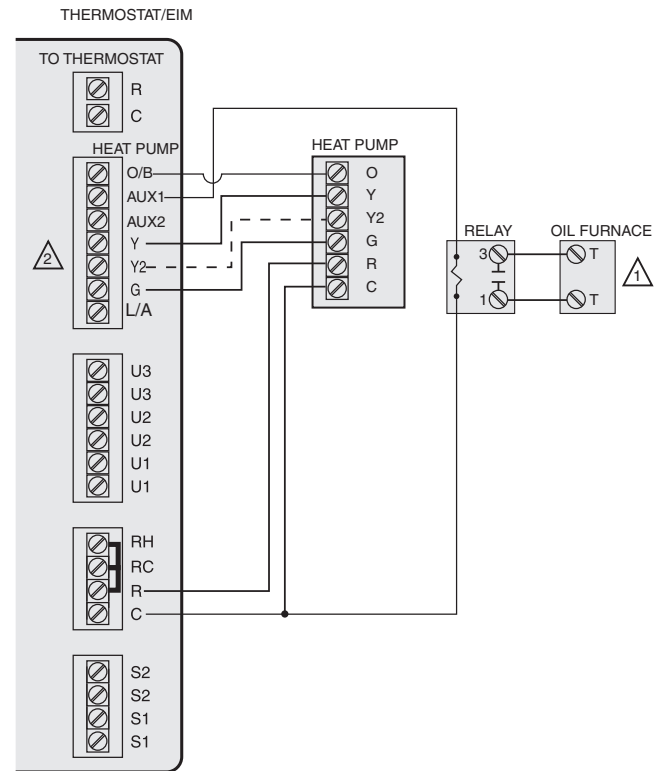 THERMOSTAT/EIM
TO THERMOSTAT
R
C
HEAT PUMP
O/B
AUX1
AUX2
Y
Y2
G
L/A
2
U3
U3
U2
U2
U1
U1
RH
RC
R
C
S2
S2
S1
S1
HEAT PUMP
O
Y
Y2
G
R
C
RELAY
3
1
OIL FURNACE
T
T
1